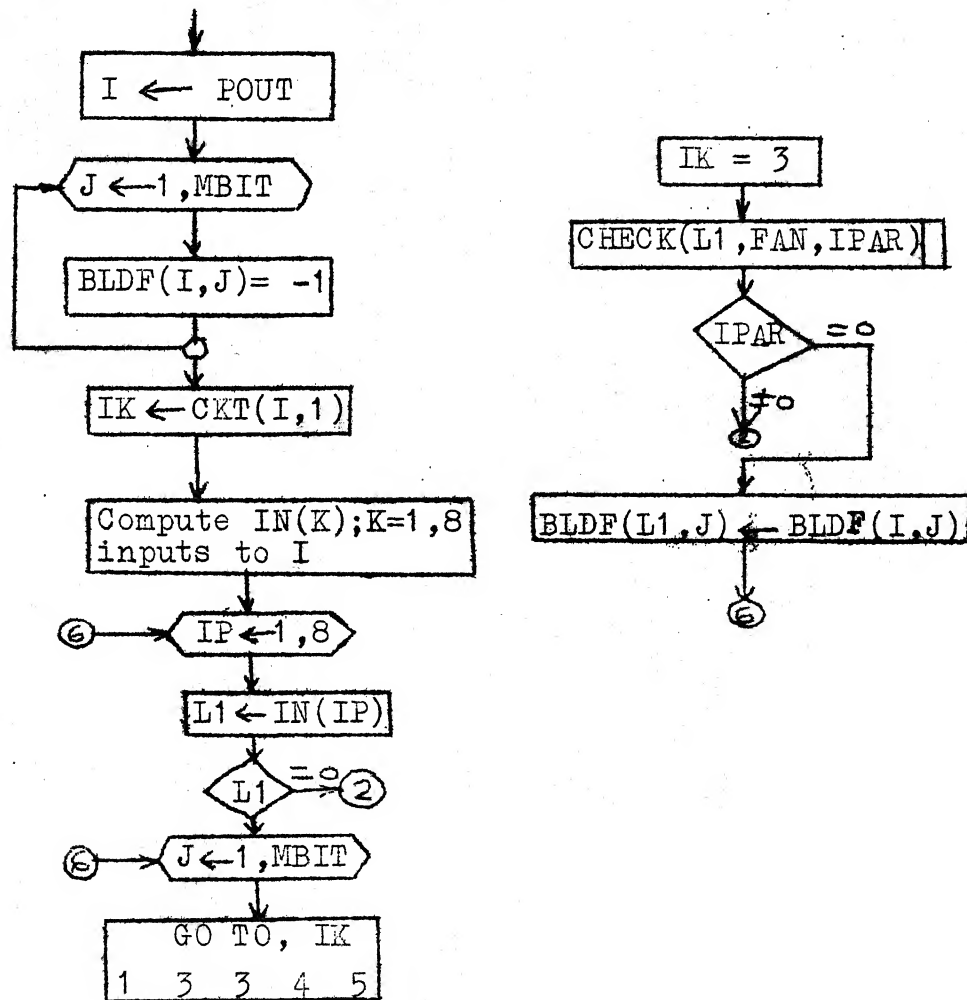 I ← POUT
J ← 1,MBIT
BLDF(I,J)= -1
IK ← CKT(I,1)
Compute IN(K);K=1,8
inputs to I
6
IP ← 1,8
L1 ← IN(IP)
L1
=0
2
J ← 1,MBIT
GO TO, IK
1 3 3 4 5
IK = 3
CHECK(L1,FAN,IPAR)
IPAR
=0
≠0
BLDF(L1,J) ← BLDF(I,J)